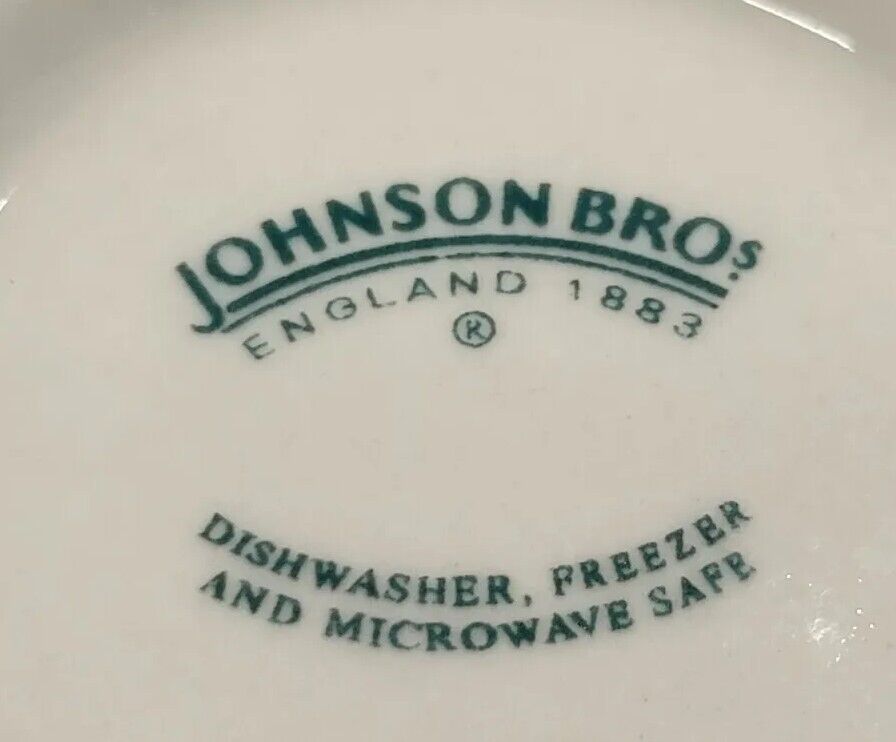 JOHNSON BROS.
ENGLAND 1883
®
DISHWASHER, FREEZER
AND MICROWAVE SAFE